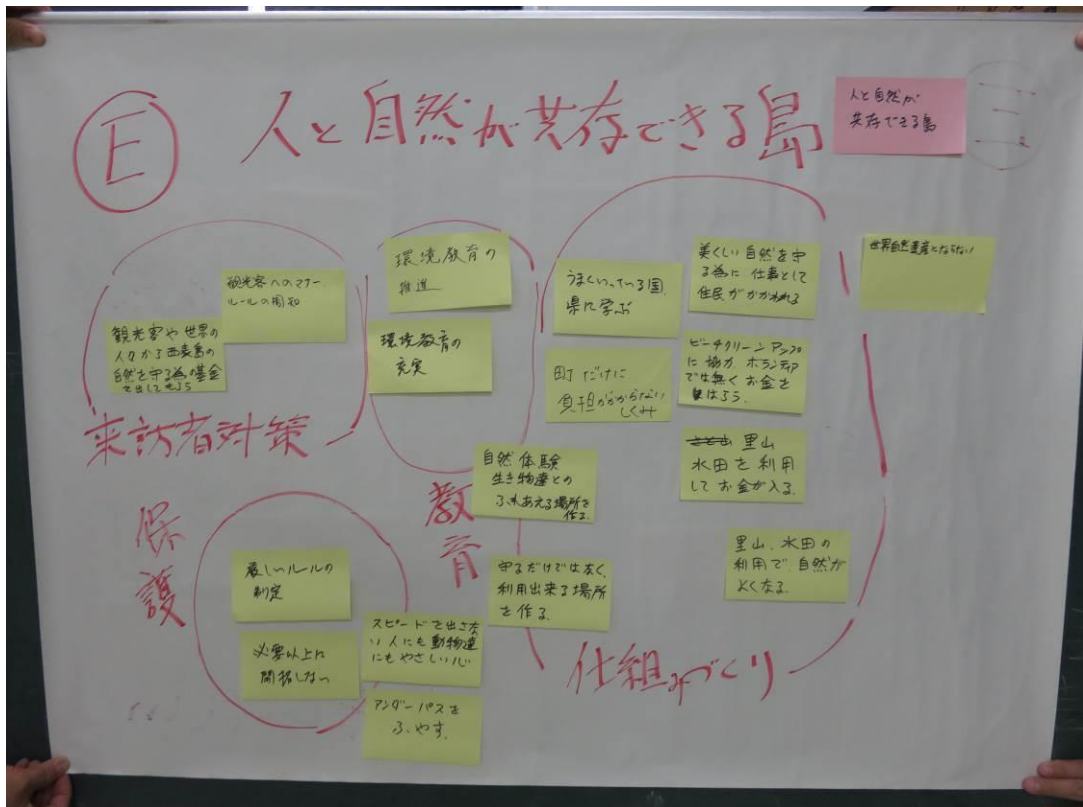 E
人と自然が共存できる島
人と自然が
共存できる島
観光客へのマナー、
ルールの周知
観光客や世界の
人々から西表島の
自然を守る為の基金
を出してもらう
来訪者対策
環境教育の
推進
環境教育の
充実
教育
うまくいっている国、
県に学ぶ
町だけに
負担がかからない
しくみ
美しい自然を守
る為に仕事として
住民がかかわれる
ビーチクリーンアップ
に協力 ボランティア
では無くお金を
しはらう。
里山
水田を利用
してお金が入る。
里山、水田の
利用で、自然が
よくなる。
自然体験
生き物達との
ふれあえる場所を
作る。
守るだけではなく、
利用出来る場所
を作る。
仕組みづくり
世界自然遺産とならない
保護
厳しいルールの
制定
必要以上に
開拓しない
スピードを出さな
い人にも動物達
にもやさしい心
アンダーパスを
ふやす。